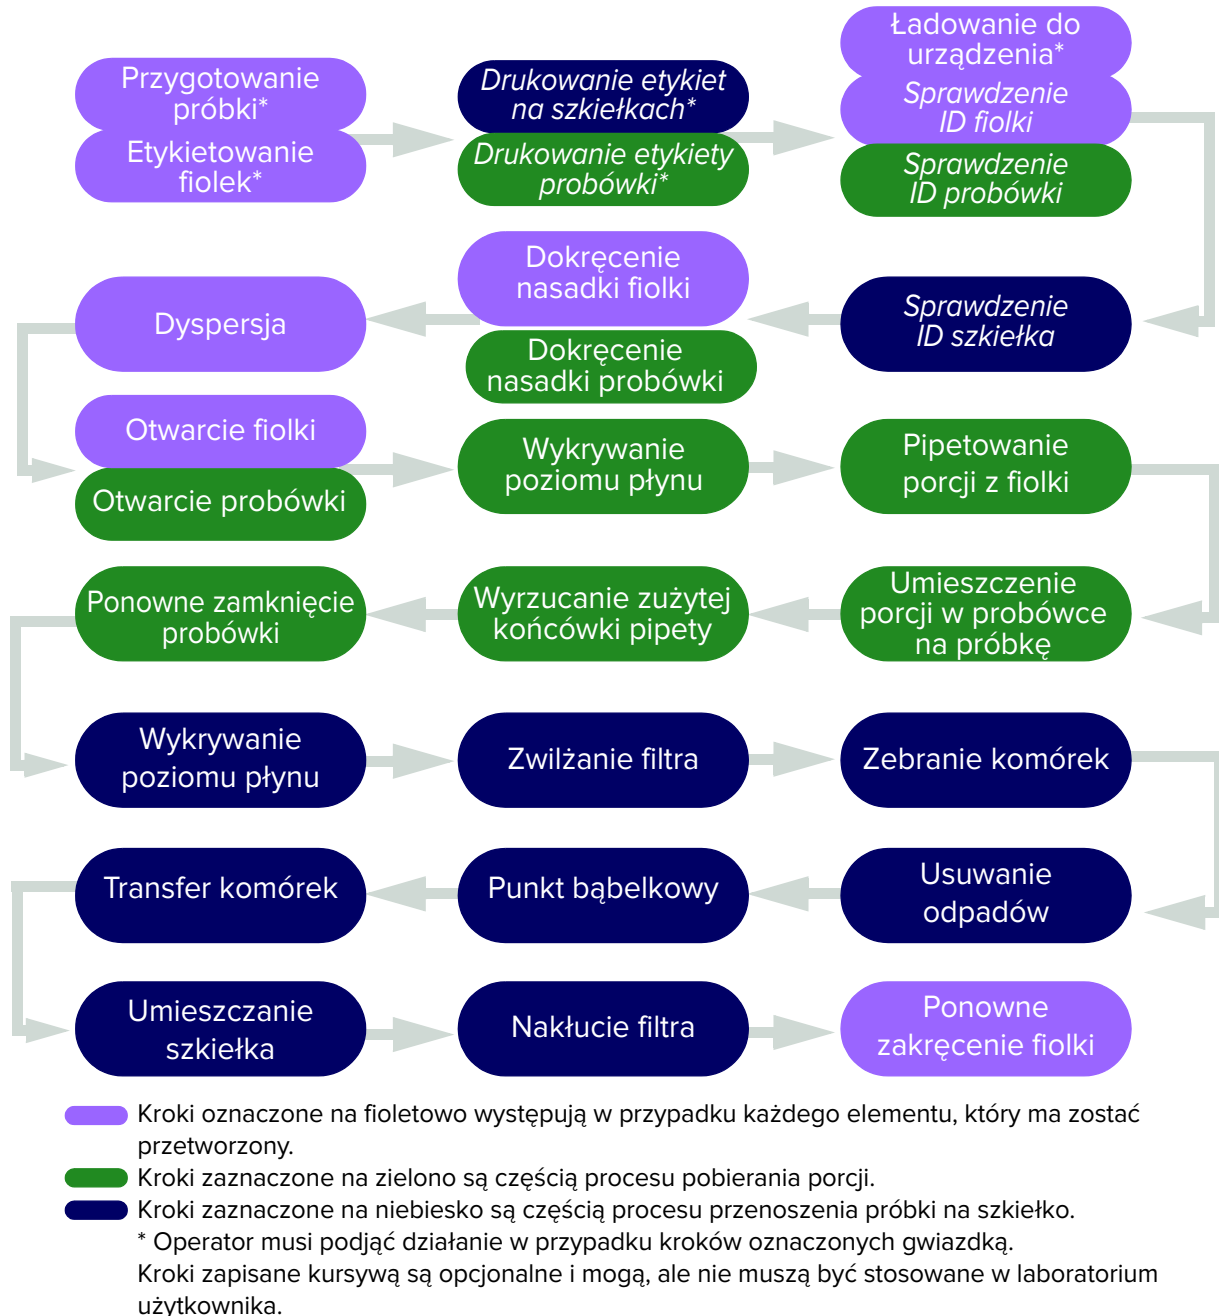 Przygotowanie
próbki*
Etykietowanie
fiolek*
Drukowanie etykiet
na szkiełkach*
Drukowanie etykiety
probówki*
Ładowanie do
urządzenia*
Sprawdzenie
ID fiolki
Sprawdzenie
ID probówki
Sprawdzenie
ID szkiełka
Dokręcenie
nasadki fiolki
Dokręcenie
nasadki probówki
Dyspersja
Otwarcie fiolki
Otwarcie probówki
Wykrywanie
poziomu płynu
Pipetowanie
porcji z fiolki
Umieszczenie
porcji w probówce
na próbkę
Wyrzucanie zużytej
końcówki pipety
Ponowne zamknięcie
probówki
Wykrywanie
poziomu płynu
Zwilżanie filtra
Zebranie komórek
Usuwanie
odpadów
Punkt bąbelkowy
Transfer komórek
Umieszczanie
szkiełka
Nakłucie filtra
Ponowne
zakręcenie fiolki
Kroki oznaczone na fioletowo występują w przypadku każdego elementu, który ma zostać
przetworzony.
Kroki zaznaczone na zielono są częścią procesu pobierania porcji.
Kroki zaznaczone na niebiesko są częścią procesu przenoszenia próbki na szkiełko.
* Operator musi podjąć działanie w przypadku kroków oznaczonych gwiazdką.
Kroki zapisane kursywą są opcjonalne i mogą, ale nie muszą być stosowane w laboratorium
użytkownika.